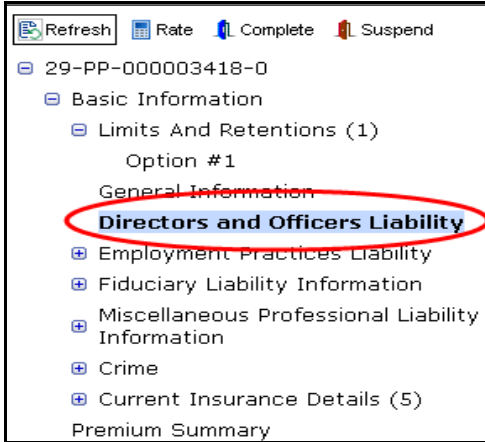 Refresh Rate Complete Suspend
29-PP-000003418-0
Basic Information
Limits And Retentions (1)
Option #1
General Information
Directors and Officers Liability
Employment Practices Liability
Fiduciary Liability Information
Miscellaneous Professional Liability
Information
Crime
Current Insurance Details (5)
Premium Summary